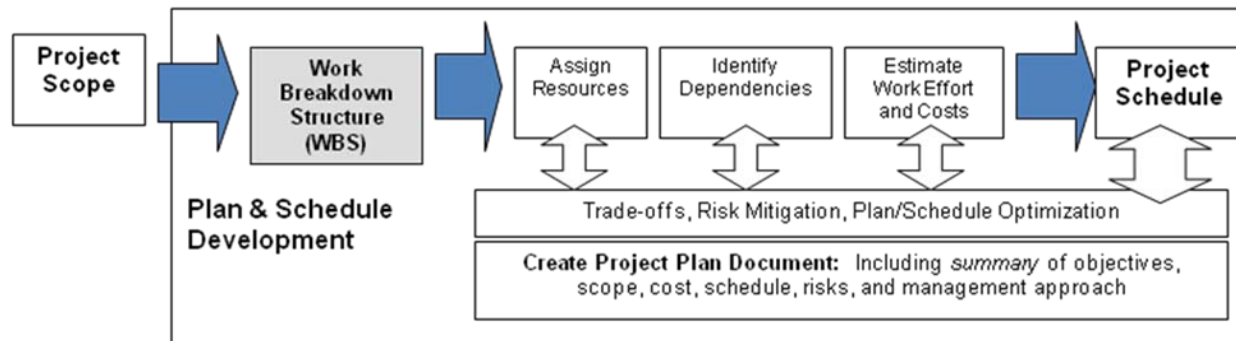 Project
Scope
Work
Breakdown
Structure
(WBS)
Assign
Resources
Identify
Dependencies
Estimate
Work Effort
and Costs
Project
Schedule
Plan & Schedule
Development
Trade-offs, Risk Mitigation, Plan/Schedule Optimization
Create Project Plan Document: Including summary of objectives,
scope, cost, schedule, risks, and management approach